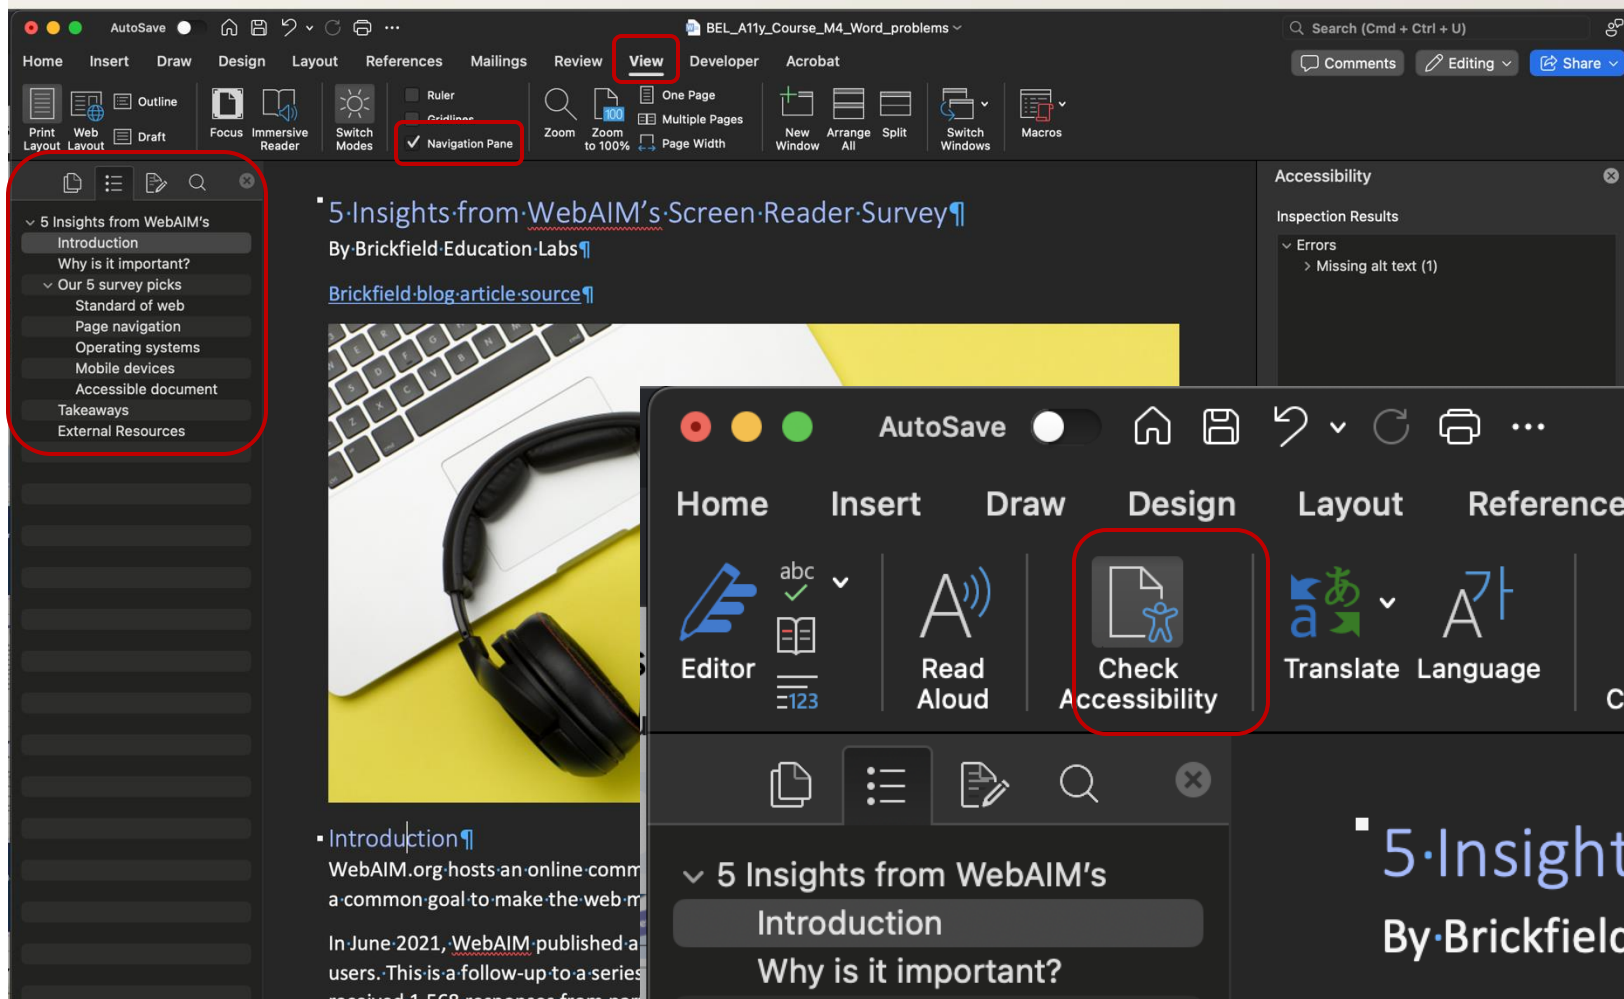 AutoSave
BEL_A11y_Course_M4_Word_problems
Search (Cmd + Ctrl + U)
Home Insert Draw Design Layout References Mailings Review View Developer Acrobat
Comments Editing Share
Print Layout
Web Layout
Outline
Draft
Focus
Immersive Reader
Switch Modes
Ruler
Gridlines
Navigation Pane
Zoom
100
Zoom to 100%
One Page
Multiple Pages
Page Width
New Window
Arrange All
Split
Switch Windows
Macros
5 Insights from WebAIM's
Introduction
Why is it important?
Our 5 survey picks
Standard of web
Page navigation
Operating systems
Mobile devices
Accessible document
Takeaways
External Resources
5·Insights·from·WebAIM's·Screen·Reader·Survey¶
By·Brickfield·Education·Labs¶
Brickfield·blog·article·source¶
Introduction¶
WebAIM.org·hosts·an·online·comm
a·common·goal·to·make·the·web·m
In·June·2021,·WebAIM·published·a
users.·This·is·a·follow-up·to·a·series
Accessibility
Inspection Results
Errors
Missing alt text (1)
AutoSave
Home Insert Draw Design Layout Reference
Editor
abc
123
Read Aloud
Check Accessibility
a あ
Translate
A가
Language
C
5 Insights from WebAIM's
Introduction
Why is it important?
5·Insight
By·Brickfield